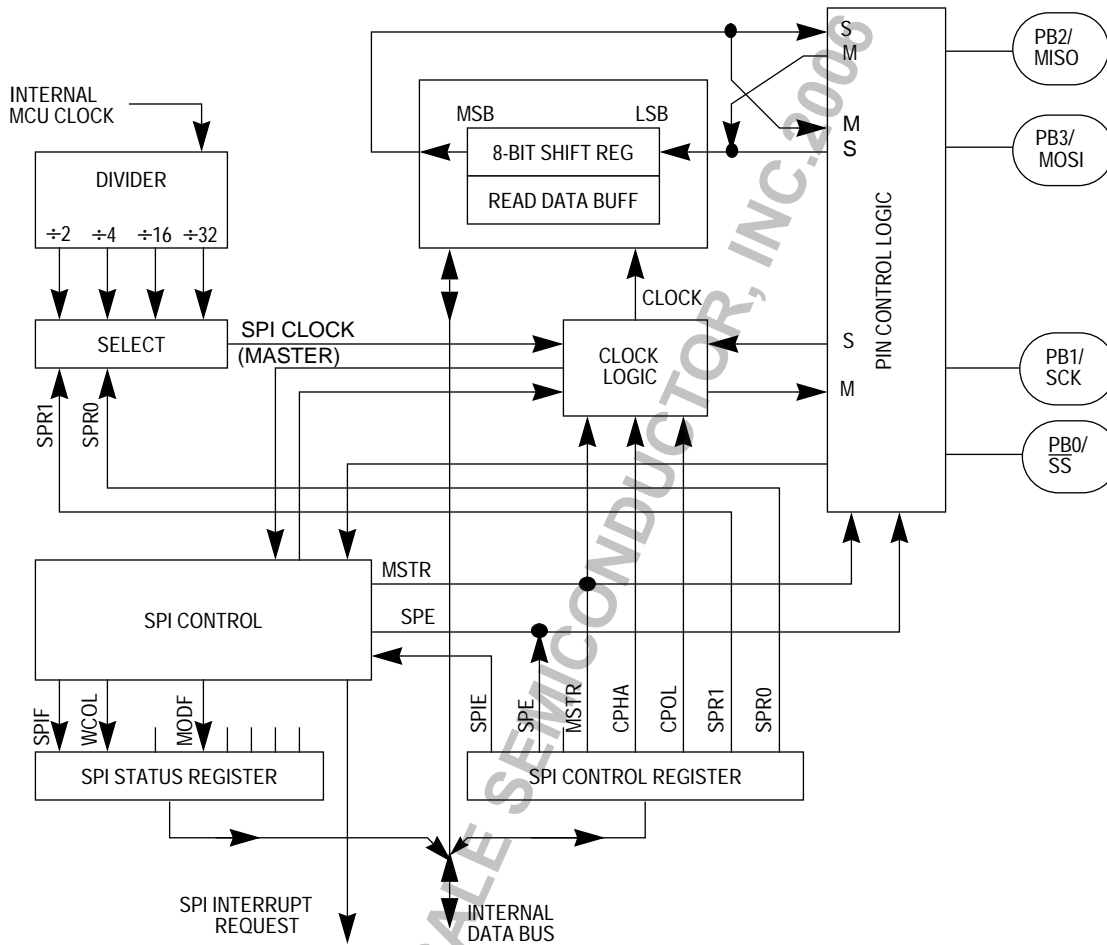 INTERNAL
MCU CLOCK
DIVIDER
÷2 ÷4 ÷16 ÷32
SELECT
SPI CLOCK
(MASTER)
SPR1
SPR0
MSB LSB
8-BIT SHIFT REG
READ DATA BUFF
CLOCK
CLOCK
LOGIC
S
M
M
S
S
M
PIN CONTROL LOGIC
PB2/
MISO
PB3/
MOSI
PB1/
SCK
PB0/
SS
SPI CONTROL
MSTR
SPE
SPIF
WCOL
MODF
SPI STATUS REGISTER
SPIE
SPE
MSTR
CPHA
CPOL
SPR1
SPR0
SPI CONTROL REGISTER
SPI INTERRUPT
REQUEST
INTERNAL
DATA BUS
ALE SEMICONDUCTOR, INC.2006